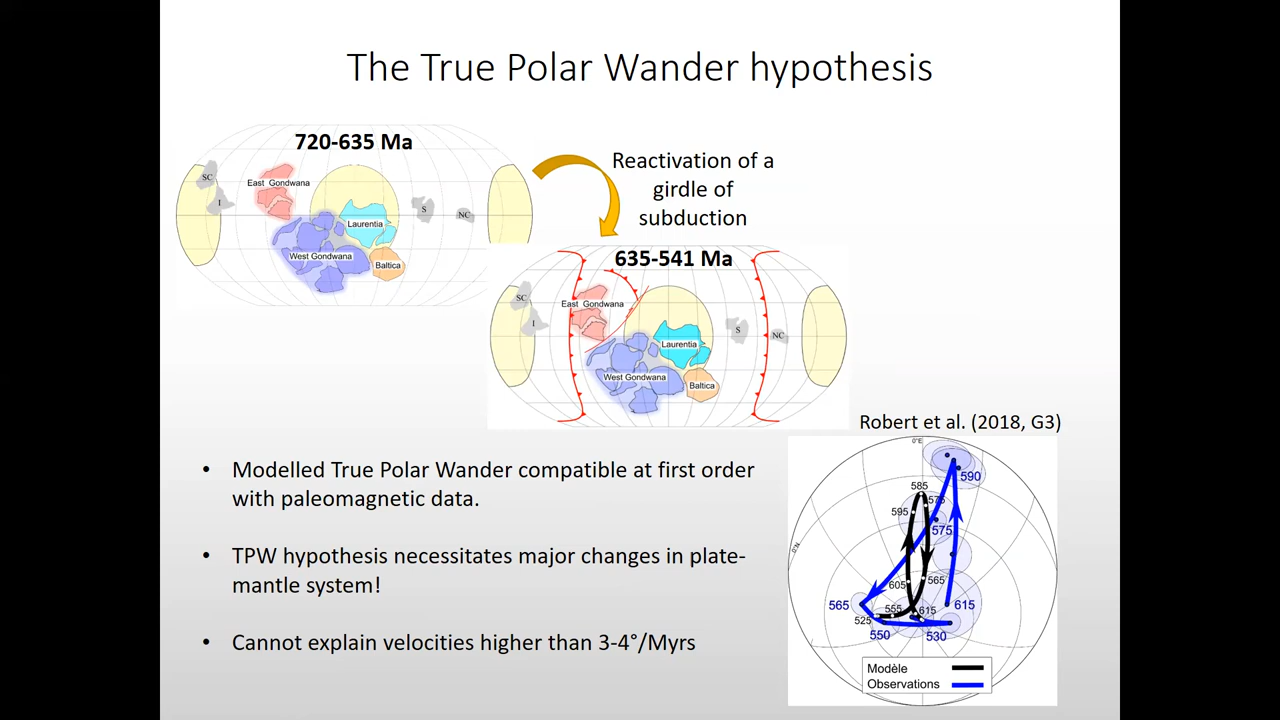 The True Polar Wander hypothesis
720-635 Ma
SC
I
East Gondwana
West Gondwana
Laurentia
Baltica
S
NC
Reactivation of a
girdle of
subduction
635-541 Ma
SC
I
East Gondwana
West Gondwana
Laurentia
Baltica
S
NC
Robert et al. (2018, G3)
• Modelled True Polar Wander compatible at first order
with paleomagnetic data.
• TPW hypothesis necessitates major changes in plate-
mantle system!
• Cannot explain velocities higher than 3-4°/Myrs
0°E
0°N
590
585
575
595
575
605
565
565
615
615
555
525
550
530
Modèle
Observations